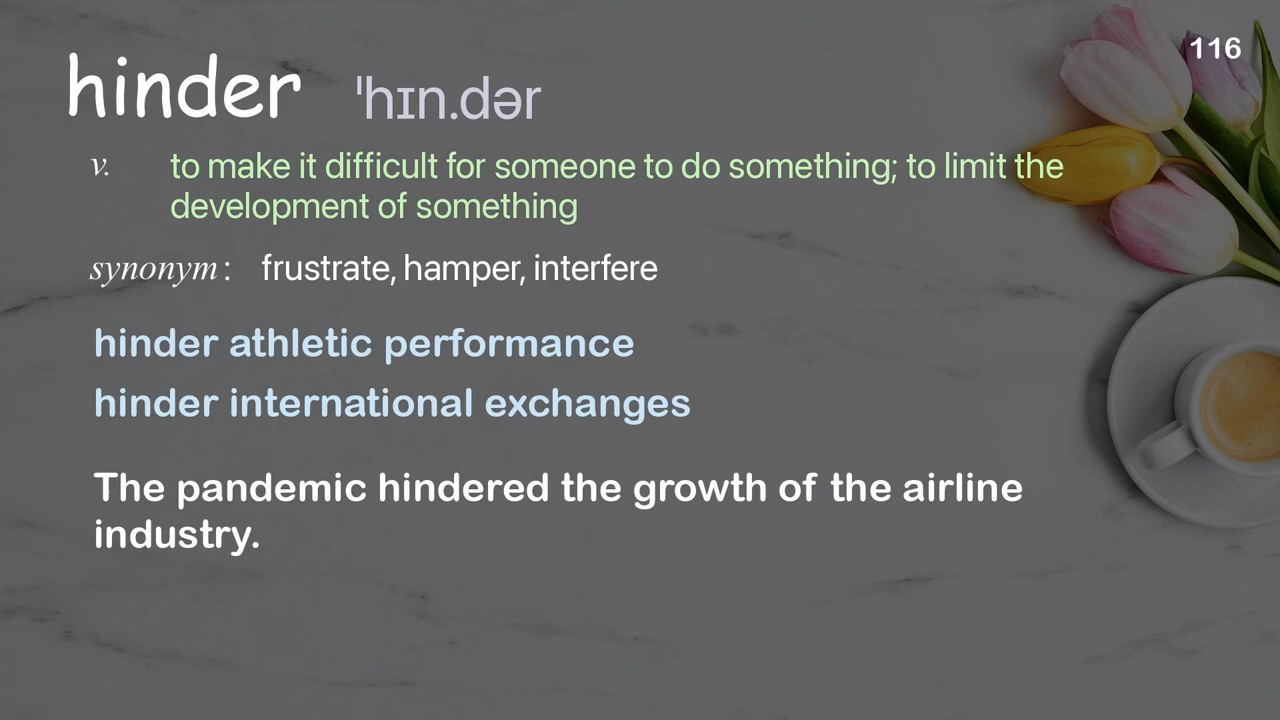 116
hinder ˈhɪn.dər
v. to make it difficult for someone to do something; to limit the
development of something
synonym : frustrate, hamper, interfere
hinder athletic performance
hinder international exchanges
The pandemic hindered the growth of the airline
industry.